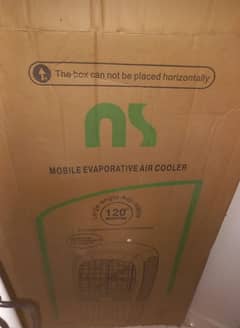 The box can not be placed horizontally
ns
MOBILE EVAPORATIVE AIR COOLER
120°